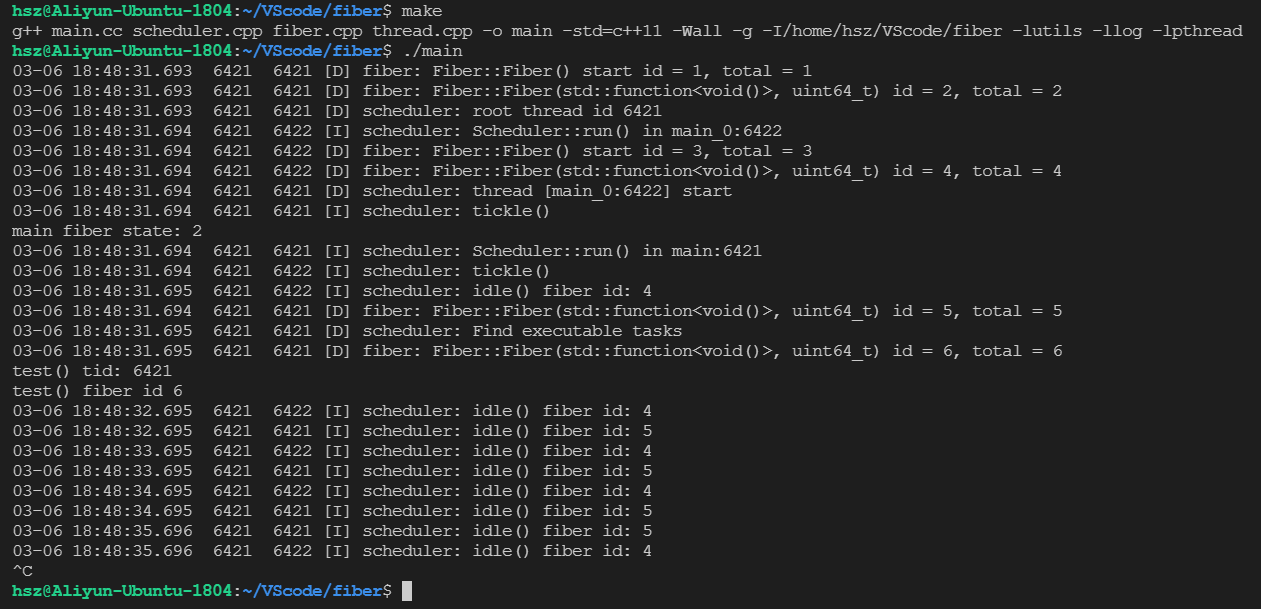 hsz@Aliyun-Ubuntu-1804:~/VScode/fiber$ make
g++ main.cc scheduler.cpp fiber.cpp thread.cpp -o main -std=c++11 -Wall -g -I/home/hsz/VScode/fiber -lutils -llog -lpthread
hsz@Aliyun-Ubuntu-1804:~/VScode/fiber$ ./main
03-06 18:48:31.693  6421  6421 [D] fiber: Fiber::Fiber() start id = 1, total = 1
03-06 18:48:31.693  6421  6421 [D] fiber: Fiber::Fiber(std::function<void()>, uint64_t) id = 2, total = 2
03-06 18:48:31.693  6421  6421 [D] scheduler: root thread id 6421
03-06 18:48:31.694  6421  6422 [I] scheduler: Scheduler::run() in main_0:6422
03-06 18:48:31.694  6421  6422 [D] fiber: Fiber::Fiber() start id = 3, total = 3
03-06 18:48:31.694  6421  6422 [D] fiber: Fiber::Fiber(std::function<void()>, uint64_t) id = 4, total = 4
03-06 18:48:31.694  6421  6421 [D] scheduler: thread [main_0:6422] start
03-06 18:48:31.694  6421  6421 [I] scheduler: tickle()
main fiber state: 2
03-06 18:48:31.694  6421  6421 [I] scheduler: Scheduler::run() in main:6421
03-06 18:48:31.694  6421  6422 [I] scheduler: tickle()
03-06 18:48:31.695  6421  6422 [I] scheduler: idle() fiber id: 4
03-06 18:48:31.694  6421  6421 [D] fiber: Fiber::Fiber(std::function<void()>, uint64_t) id = 5, total = 5
03-06 18:48:31.695  6421  6421 [D] scheduler: Find executable tasks
03-06 18:48:31.695  6421  6421 [D] fiber: Fiber::Fiber(std::function<void()>, uint64_t) id = 6, total = 6
test() tid: 6421
test() fiber id 6
03-06 18:48:32.695  6421  6422 [I] scheduler: idle() fiber id: 4
03-06 18:48:32.695  6421  6421 [I] scheduler: idle() fiber id: 5
03-06 18:48:33.695  6421  6422 [I] scheduler: idle() fiber id: 4
03-06 18:48:33.695  6421  6421 [I] scheduler: idle() fiber id: 5
03-06 18:48:34.695  6421  6422 [I] scheduler: idle() fiber id: 4
03-06 18:48:34.695  6421  6421 [I] scheduler: idle() fiber id: 5
03-06 18:48:35.696  6421  6421 [I] scheduler: idle() fiber id: 5
03-06 18:48:35.696  6421  6422 [I] scheduler: idle() fiber id: 4
^C
hsz@Aliyun-Ubuntu-1804:~/VScode/fiber$